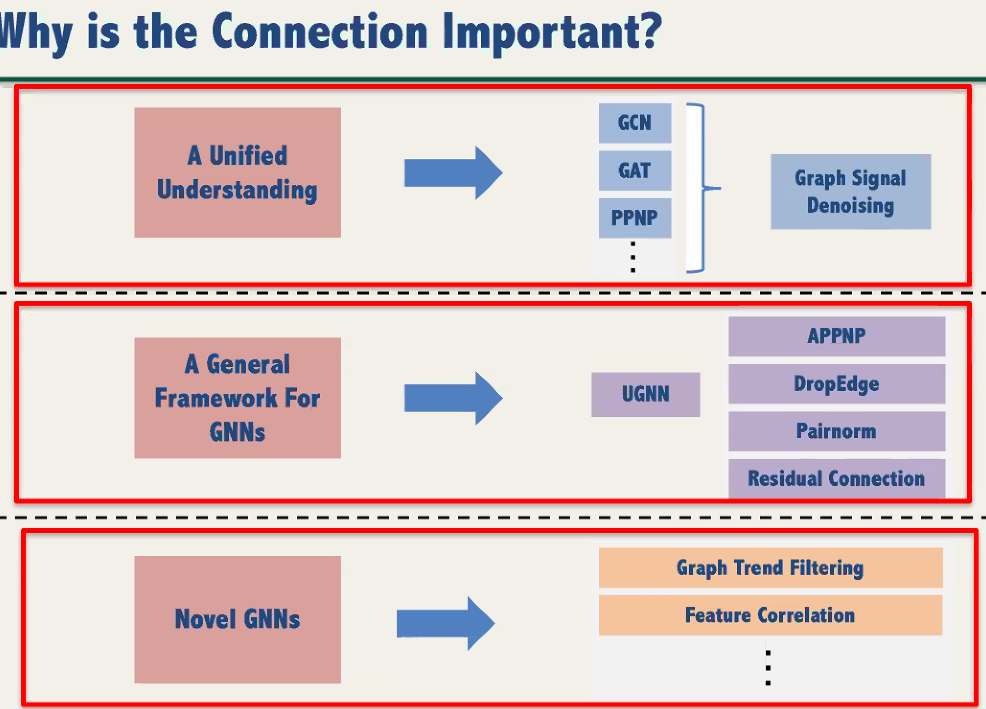 Why is the Connection Important?
A Unified
Understanding
GCN
GAT
PPNP
Graph Signal
Denoising
A General
Framework For
GNNs
UGNN
APPNP
DropEdge
Pairnorm
Residual Connection
Novel GNNs
Graph Trend Filtering
Feature Correlation